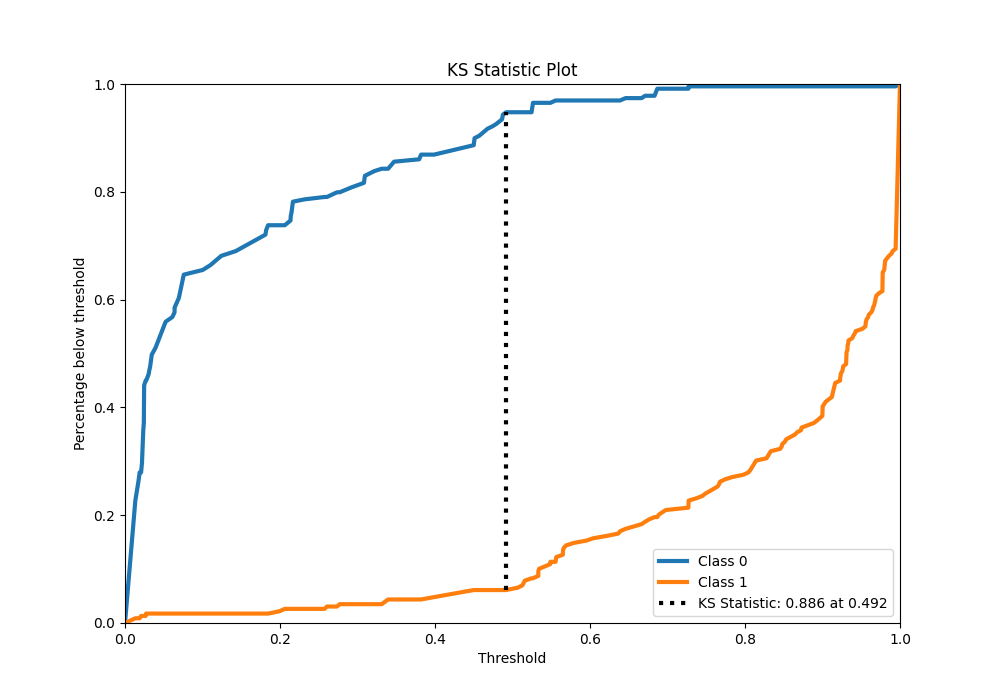 KS Statistic Plot
Percentage below threshold
1.0
0.8
0.6
0.4
0.2
0.0
0.0 0.2 0.4 0.6 0.8 1.0
Threshold
Class 0
Class 1
KS Statistic: 0.886 at 0.492